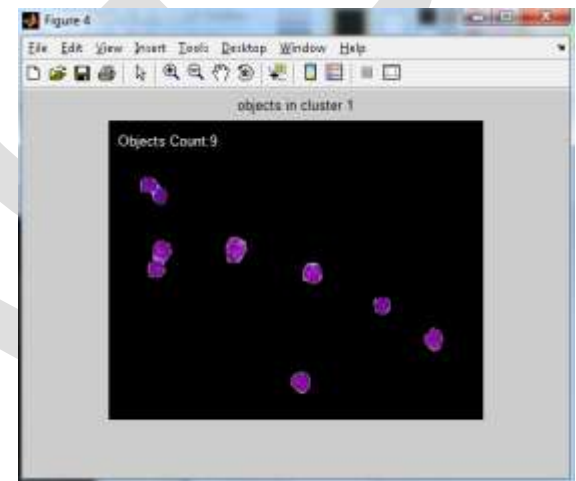 Figure 4
File Edit View Insert Tools Desktop Window Help
objects in cluster 1
Objects Count:9